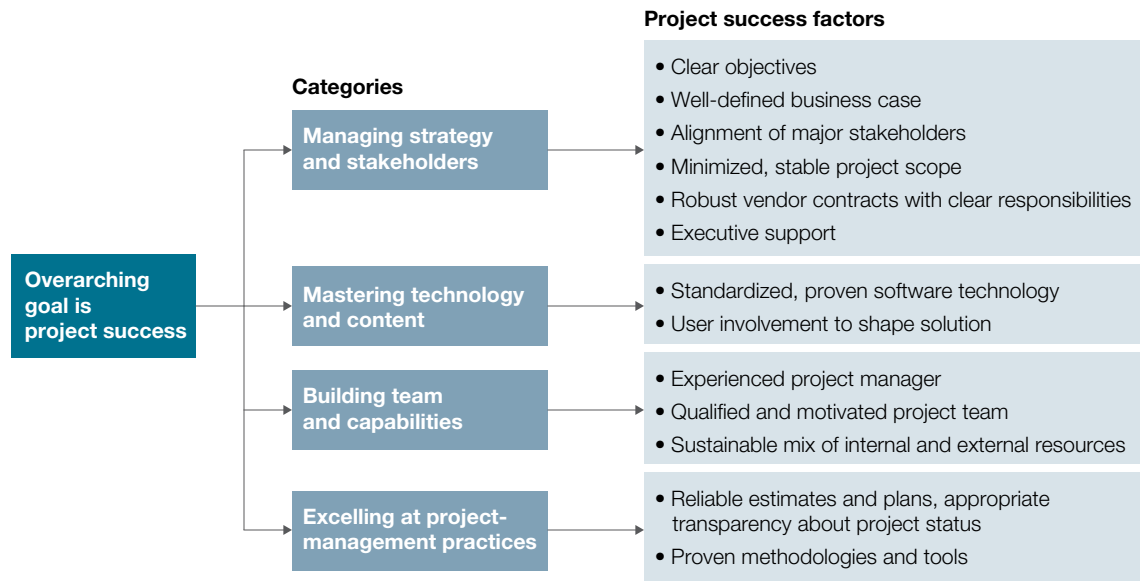 Project success factors
Categories
Overarching
goal is
project success
Managing strategy
and stakeholders
• Clear objectives
• Well-defined business case
• Alignment of major stakeholders
• Minimized, stable project scope
• Robust vendor contracts with clear responsibilities
• Executive support
Mastering technology
and content
• Standardized, proven software technology
• User involvement to shape solution
Building team
and capabilities
• Experienced project manager
• Qualified and motivated project team
• Sustainable mix of internal and external resources
Excelling at project-
management practices
• Reliable estimates and plans, appropriate
transparency about project status
• Proven methodologies and tools